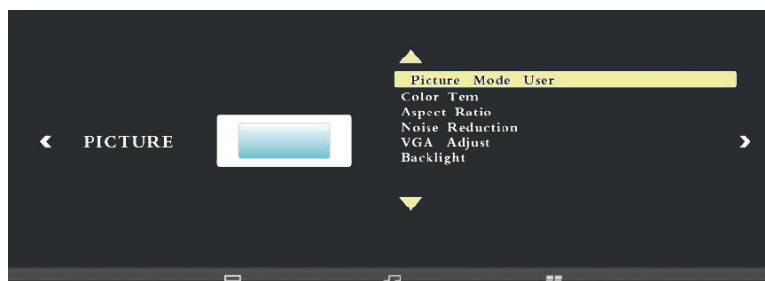 PICTURE
Picture Mode User
Color Tem
Aspect Ratio
Noise Reduction
VGA Adjust
Backlight